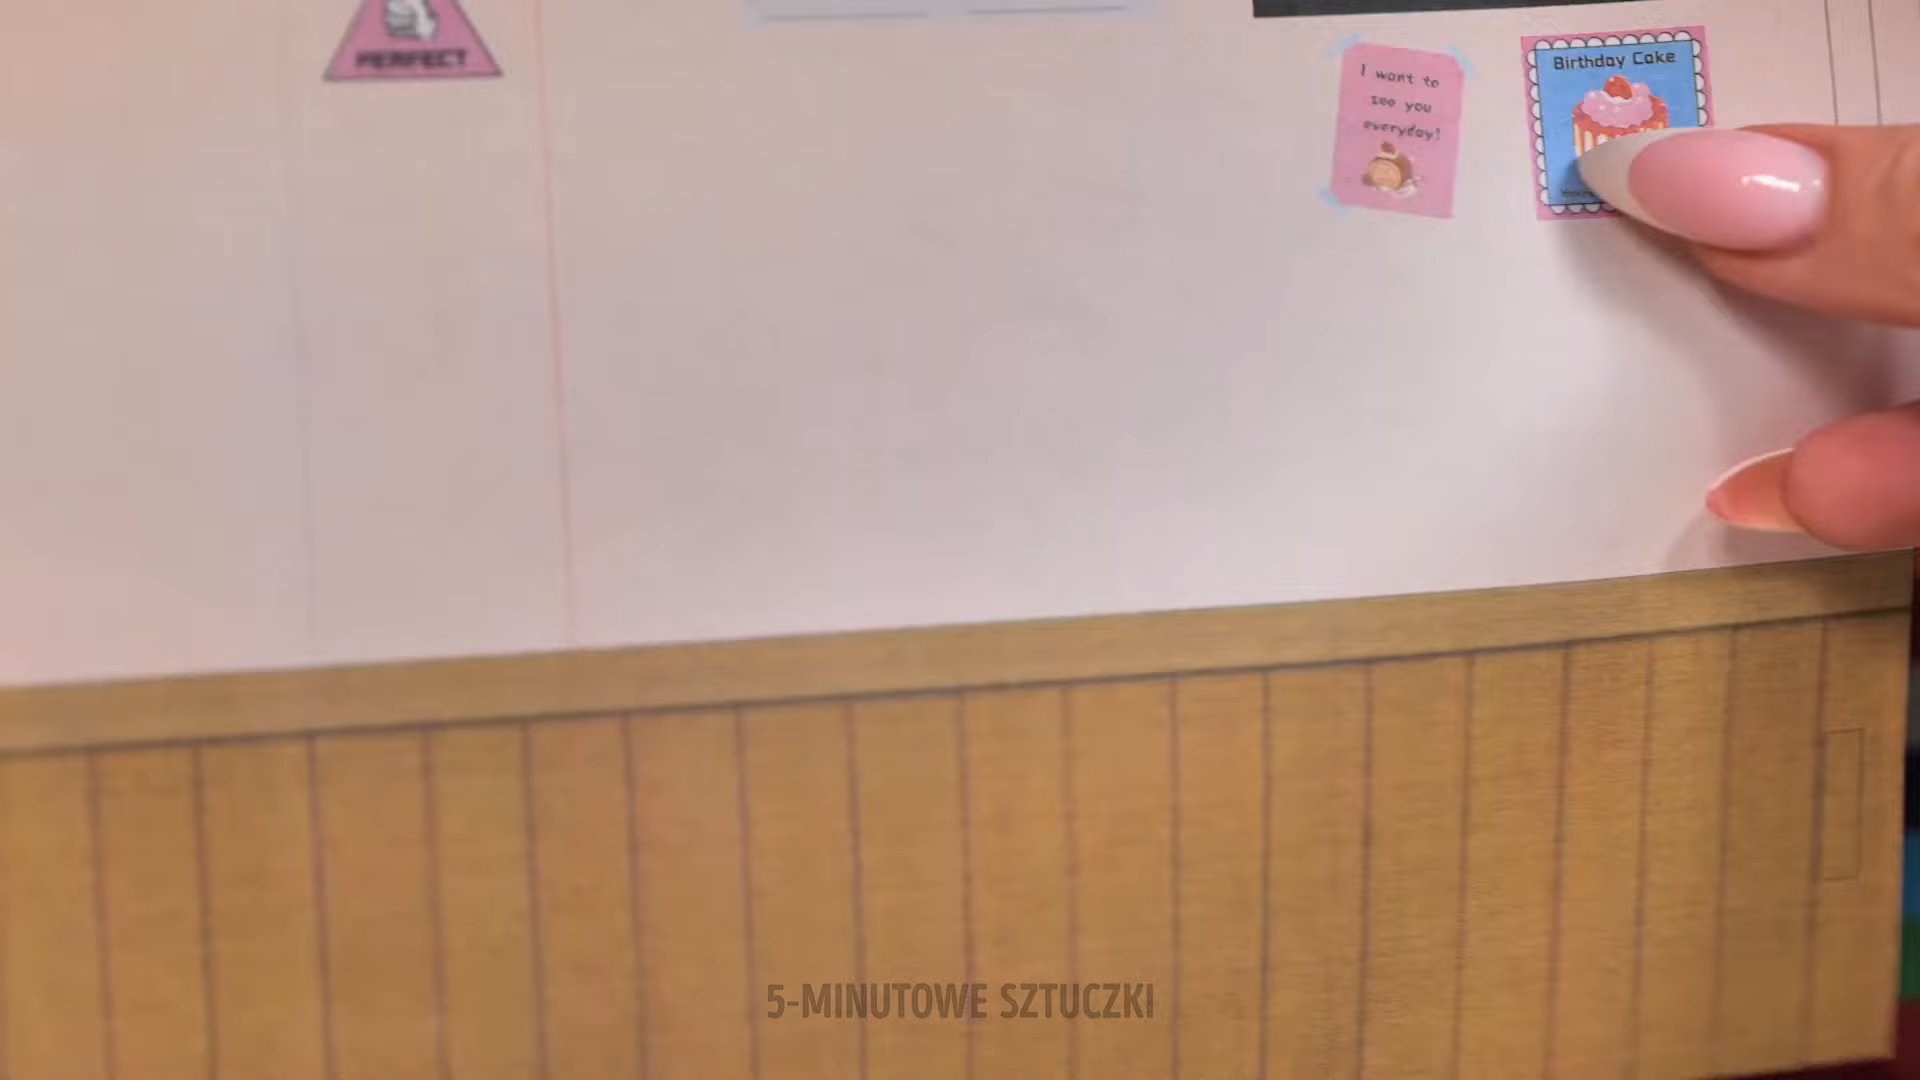 PERFECT
I want to
see you
everyday!
Birthday Cake
5-MINUTOWE SZTUCZKI